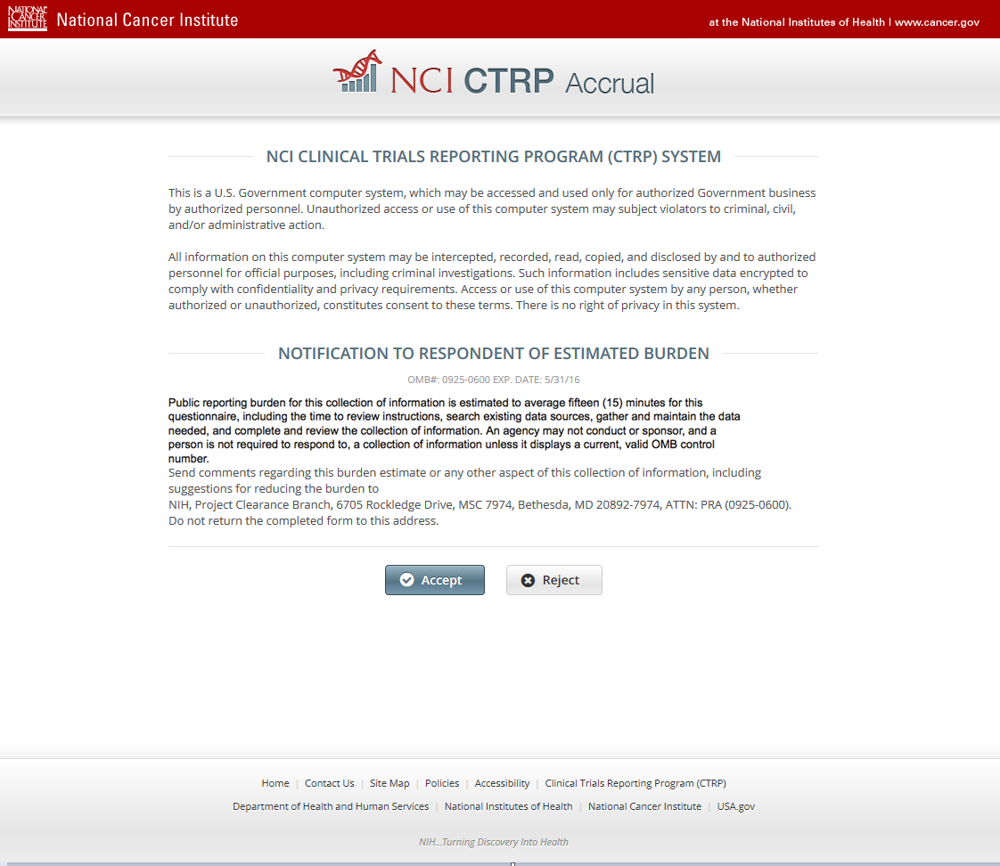 NATIONAL CANCER INSTITUTE National Cancer Institute
at the National Institutes of Health | www.cancer.gov
NCI CTRP Accrual
NCI CLINICAL TRIALS REPORTING PROGRAM (CTRP) SYSTEM
This is a U.S. Government computer system, which may be accessed and used only for authorized Government business
by authorized personnel. Unauthorized access or use of this computer system may subject violators to criminal, civil,
and/or administrative action.
All information on this computer system may be intercepted, recorded, read, copied, and disclosed by and to authorized
personnel for official purposes, including criminal investigations. Such information includes sensitive data encrypted to
comply with confidentiality and privacy requirements. Access or use of this computer system by any person, whether
authorized or unauthorized, constitutes consent to these terms. There is no right of privacy in this system.
NOTIFICATION TO RESPONDENT OF ESTIMATED BURDEN
OMB#: 0925-0600 EXP. DATE: 5/31/16
Public reporting burden for this collection of information is estimated to average fifteen (15) minutes for this
questionnaire, including the time to review instructions, search existing data sources, gather and maintain the data
needed, and complete and review the collection of information. An agency may not conduct or sponsor, and a
person is not required to respond to, a collection of information unless it displays a current, valid OMB control
number.
Send comments regarding this burden estimate or any other aspect of this collection of information, including
suggestions for reducing the burden to
NIH, Project Clearance Branch, 6705 Rockledge Drive, MSC 7974, Bethesda, MD 20892-7974, ATTN: PRA (0925-0600).
Do not return the completed form to this address.
Accept Reject
Home | Contact Us | Site Map | Policies | Accessibility | Clinical Trials Reporting Program (CTRP)
Department of Health and Human Services | National Institutes of Health | National Cancer Institute | USA.gov
NIH...Turning Discovery Into Health